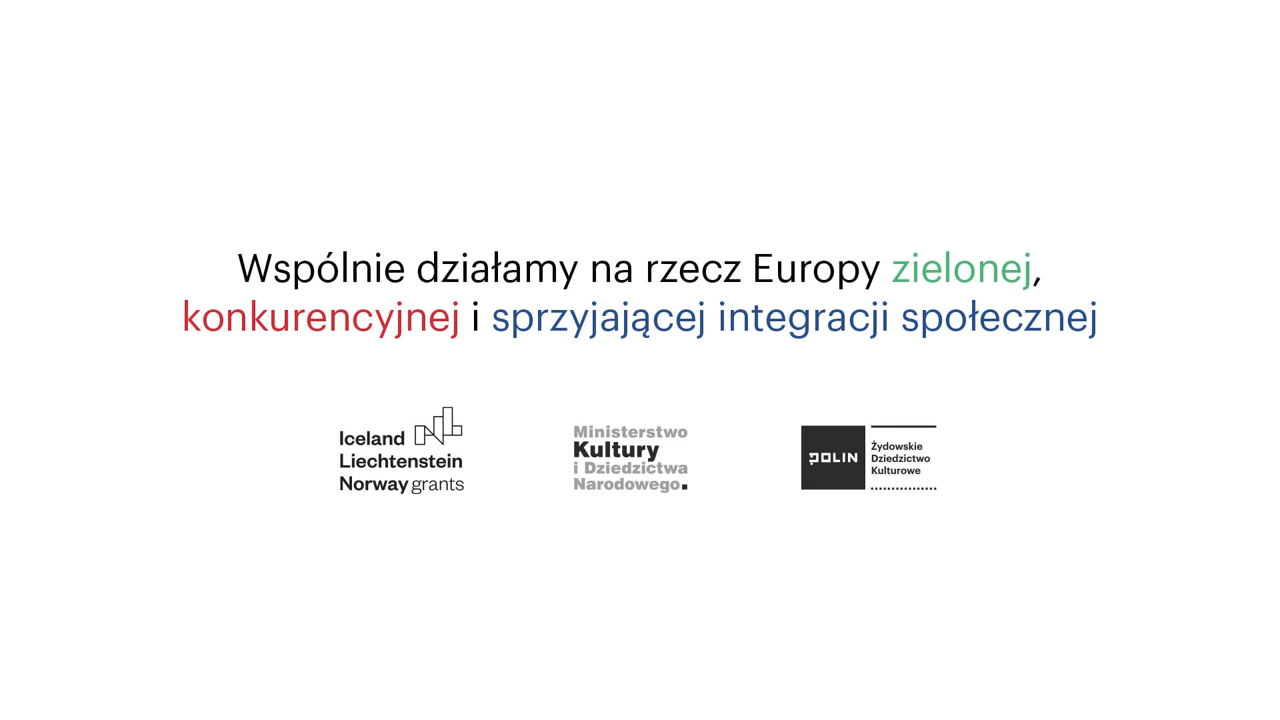 Wspólnie działamy na rzecz Europy zielonej,
konkurencyjnej i sprzyjającej integracji społecznej
Iceland
Liechtenstein
Norway grants
Ministerstwo
Kultury
i Dziedzictwa
Narodowego.
POLIN
Żydowskie
Dziedzictwo
Kulturowe